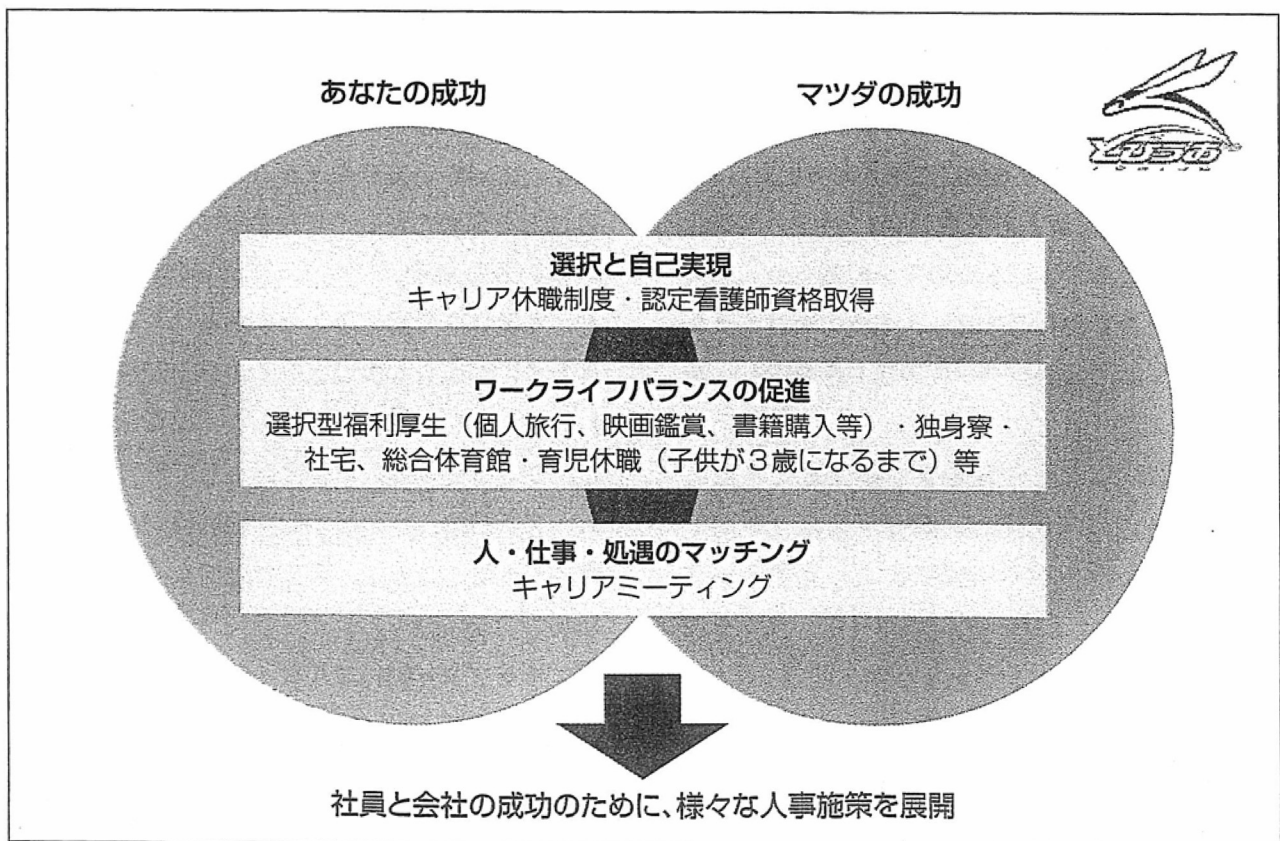 あなたの成功
マツダの成功
とびうお
選択と自己実現
キャリア休職制度・認定看護師資格取得
ワークライフバランスの促進
選択型福利厚生（個人旅行、映画鑑賞、書籍購入等）・独身寮・
社宅、総合体育館・育児休職（子供が３歳になるまで）等
人・仕事・処遇のマッチング
キャリアミーティング
社員と会社の成功のために、様々な人事施策を展開